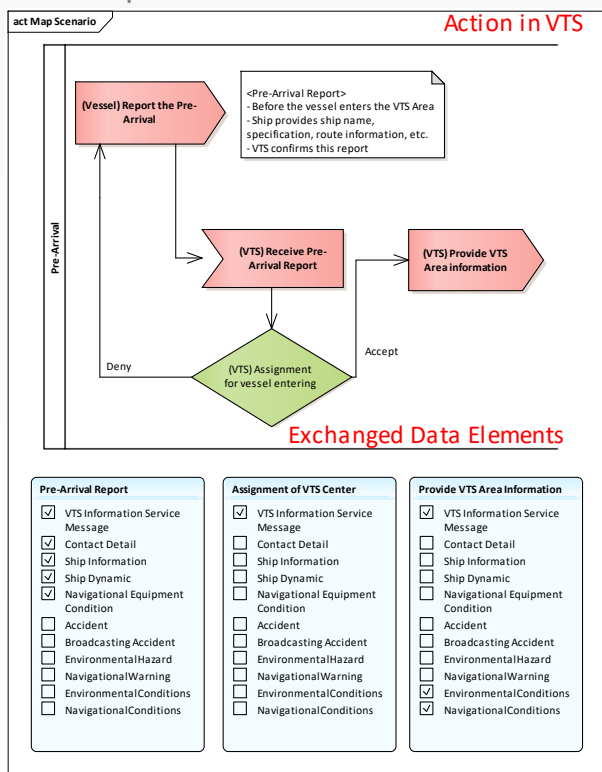 act Map Scenario
Action in VTS
(Vessel) Report the Pre-
Arrival
<Pre-Arrival Report>
- Before the vessel enters the VTS Area
- Ship provides ship name,
specification, route information, etc.
- VTS confirms this report
Pre-Arrival
(VTS) Receive Pre-
Arrival Report
(VTS) Provide VTS
Area information
(VTS) Assignment
for vessel entering
Deny
Accept
Exchanged Data Elements
Pre-Arrival Report
VTS Information Service
Message
Contact Detail
Ship Information
Ship Dynamic
Navigational Equipment
Condition
Accident
Broadcasting Accident
EnvironmentalHazard
NavigationalWarning
EnvironmentalConditions
NavigationalConditions
Assignment of VTS Center
VTS Information Service
Message
Contact Detail
Ship Information
Ship Dynamic
Navigational Equipment
Condition
Accident
Broadcasting Accident
EnvironmentalHazard
NavigationalWarning
EnvironmentalConditions
NavigationalConditions
Provide VTS Area Information
VTS Information Service
Message
Contact Detail
Ship Information
Ship Dynamic
Navigational Equipment
Condition
Accident
Broadcasting Accident
EnvironmentalHazard
NavigationalWarning
EnvironmentalConditions
NavigationalConditions